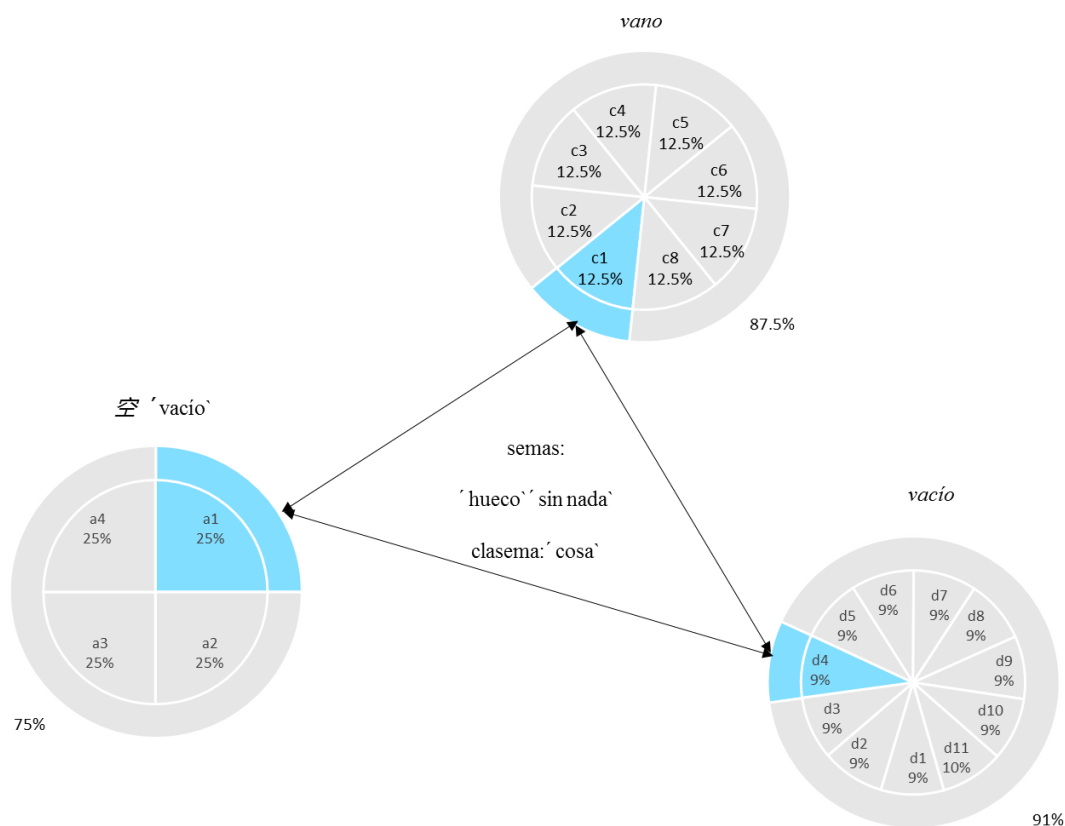 vano
c4
12.5%
c5
12.5%
c3
12.5%
c6
12.5%
c2
12.5%
c7
12.5%
c1
12.5%
c8
12.5%
87.5%
空 ´vacío`
a4
25%
a1
25%
a3
25%
a2
25%
75%
semas:
´hueco`´sin nada`
clasema:´cosa`
vacío
d6
9%
d7
9%
d5
9%
d8
9%
d4
9%
d9
9%
d3
9%
d10
9%
d2
9%
d1
9%
d11
10%
91%